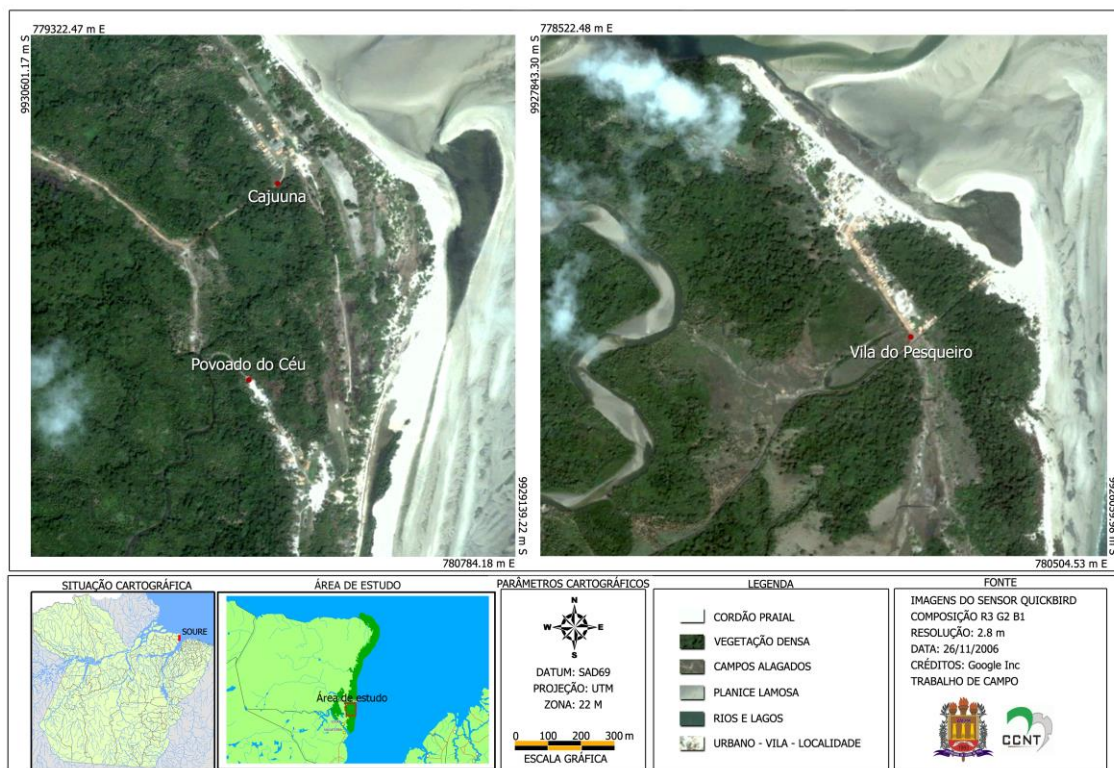 779322.47 m E
9930601.17 m S
Cajuuna
Povoado do Céu
9929139.22 m S
780784.18 m E
778522.48 m E
9927843.30 m S
Vila do Pesqueiro
780504.53 m E
SITUAÇÃO CARTOGRÁFICA
SOURE
ÁREA DE ESTUDO
Área de estudo
PARÂMETROS CARTOGRÁFICOS
N
W E
S
DATUM: SAD69
PROJEÇÃO: UTM
ZONA: 22 M
0 100 200 300 m
ESCALA GRÁFICA
LEGENDA
CORDÃO PRAIAL
VEGETAÇÃO DENSA
CAMPOS ALAGADOS
PLANICE LAMOSA
RIOS E LAGOS
URBANO - VILA - LOCALIDADE
FONTE
IMAGENS DO SENSOR QUICKBIRD
COMPOSIÇÃO R3 G2 B1
RESOLUÇÃO: 2.8 m
DATA: 26/11/2006
CRÉDITOS: Google Inc
TRABALHO DE CAMPO
CCNT